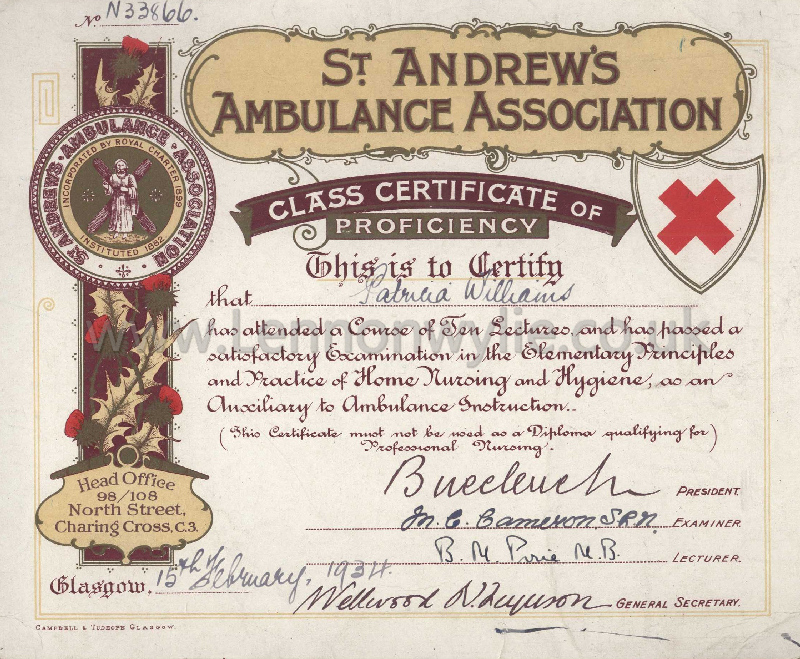 No. N33866.
ST ANDREW'S
AMBULANCE ASSOCIATION
ST ANDREW'S · AMBULANCE · ASSOCIATION
INCORPORATED BY ROYAL CHARTER 1899
INSTITUTED 1882
CLASS CERTIFICATE OF
PROFICIENCY
This is to Certify
that Patricia Williams
www.Lennonwylie.co.uk
has attended a Course of Ten Lectures, and has passed a
satisfactory Examination in the Elementary Principles
and Practice of Home Nursing and Hygiene, as an
Auxiliary to Ambulance Instruction.
(This Certificate must not be used as a Diploma qualifying for
Professional Nursing.)
Head Office
98/108
North Street,
Charing Cross, C.3.
Buccleuch PRESIDENT.
M. C. Cameron S.R.N. EXAMINER.
B. M. Pirie M.B. LECTURER.
Glasgow, 15th February, 1934.
Wellwood Ferguson GENERAL SECRETARY.
CAMPBELL & TUDHOPE GLASGOW.